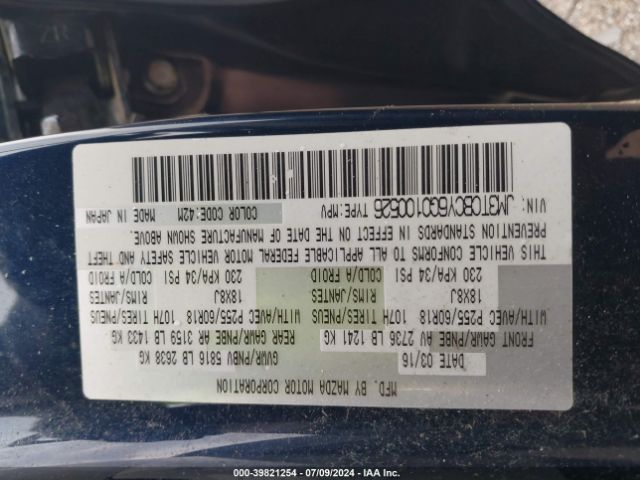 MFD. BY MAZDA MOTOR CORPORATION
DATE 03/16 GVWR/PNBV 5816 LB 2638 KG
FRONT GAWR/PNBE AV 2736 LB 1241 KG REAR GAWR/PNBE AR 3159 LB 1433 KG
WITH/AVEC P255/60R18 107H TIRES/PNEUS WITH/AVEC P255/60R18 107H TIRES/PNEUS
18X8J RIMS/JANTES 18X8J RIMS/JANTES
230 KPA/34 PSI COLD/A FROID 230 KPA/34 PSI COLD/A FROID
THIS VEHICLE CONFORMS TO ALL APPLICABLE FEDERAL MOTOR VEHICLE SAFETY AND THEFT
PREVENTION STANDARDS IN EFFECT ON THE DATE OF MANUFACTURE SHOWN ABOVE.
VIN: JM3TCBCY6G0100626 TYPE:MPV COLOR CODE:42M MADE IN JAPAN
000-39821254 | 07/09/2024 | IAA Inc.